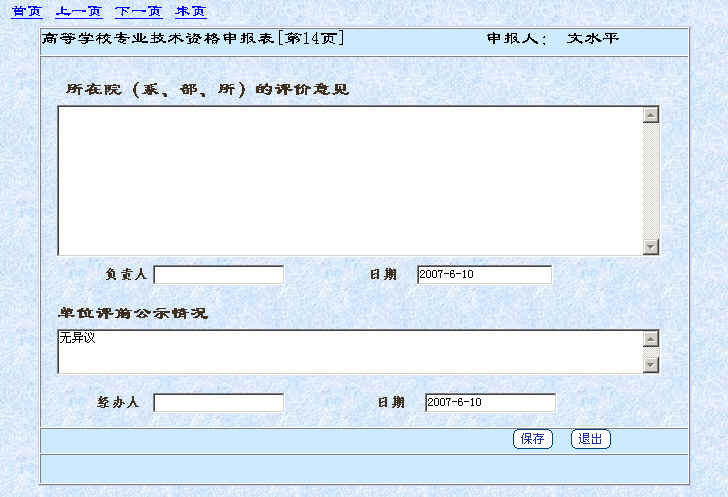 首页 上一页 下一页 末页
高等学校专业技术资格申报表[第14页] 申报人： 文水平
所在院（系、部、所）的评价意见
负责人 日期 2007-6-10
单位评前公示情况
无异议
经办人 日期 2007-6-10
保存 退出